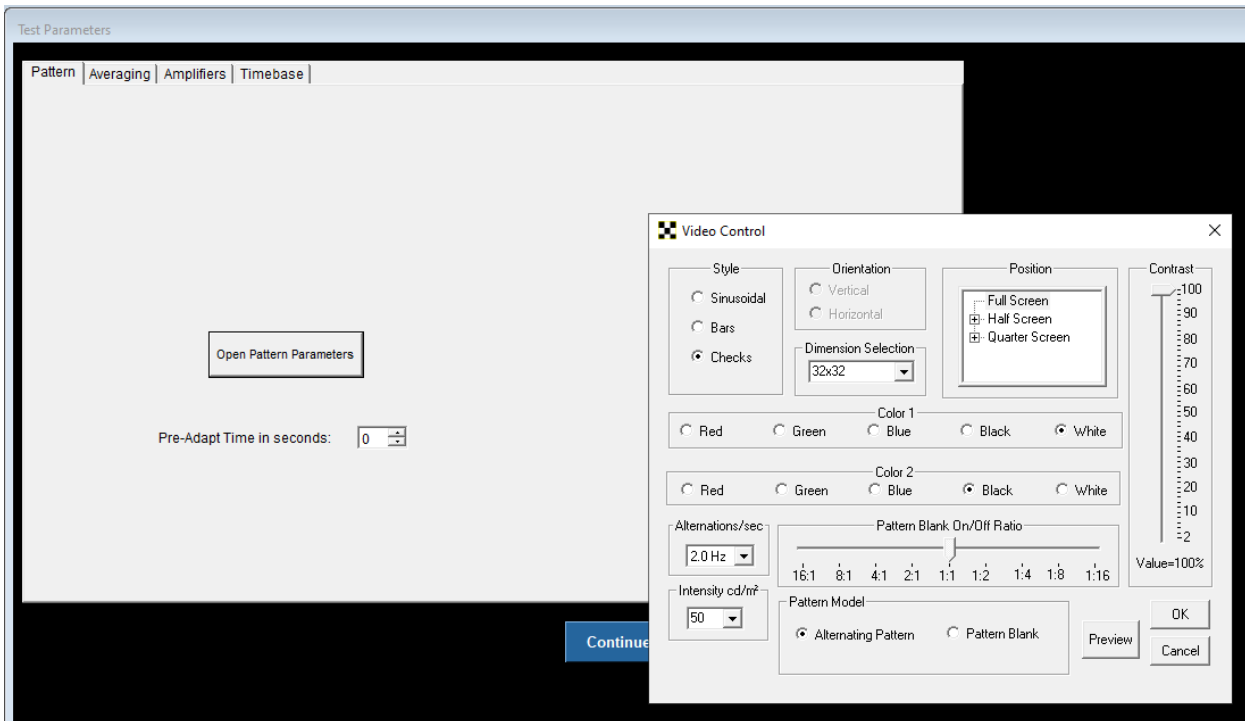 Test Parameters
Pattern Averaging Amplifiers Timebase
Open Pattern Parameters
Pre-Adapt Time in seconds: 0
Continue
Video Control
Style
Sinusoidal
Bars
Checks
Orientation
Vertical
Horizontal
Dimension Selection
32x32
Position
Full Screen
Half Screen
Quarter Screen
Contrast
100
90
80
70
60
50
40
30
20
10
2
Value=100%
Color 1
Red Green Blue Black White
Color 2
Red Green Blue Black White
Alternations/sec
2.0 Hz
Pattern Blank On/Off Ratio
16:1 8:1 4:1 2:1 1:1 1:2 1:4 1:8 1:16
Intensity cd/m²
50
Pattern Model
Alternating Pattern Pattern Blank
Preview
OK
Cancel